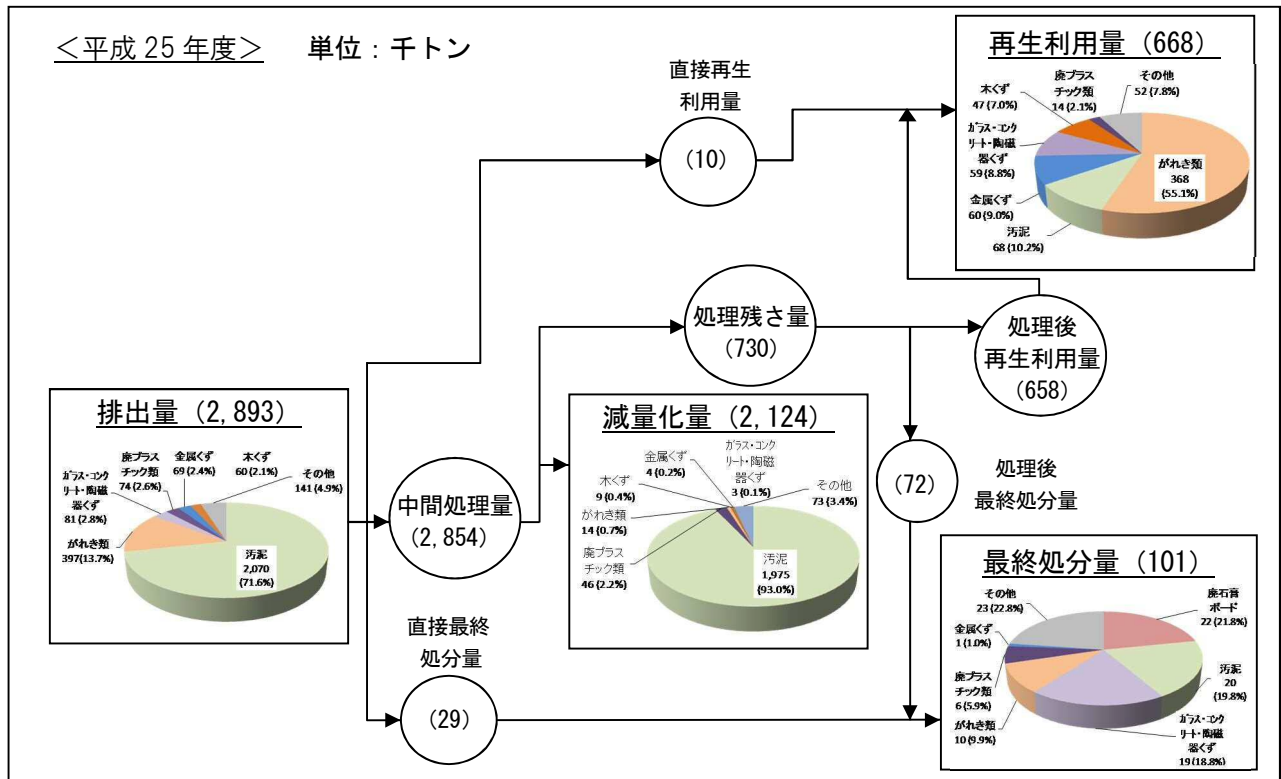 ＜平成 25 年度＞　単位：千トン
直接再生
利用量
(10)
再生利用量（668）
木くず
47 (7.0%)
廃プラス
チック類
14 (2.1%)
その他
52 (7.8%)
ガラス・コンク
リート・陶磁
器くず
59 (8.8%)
がれき類
368
(55.1%)
金属くず
60 (9.0%)
汚泥
68 (10.2%)
処理残さ量
(730)
処理後
再生利用量
(658)
排出量（2,893）
ガラス・コンク
リート・陶磁
器くず
81 (2.8%)
廃プラス
チック類
74 (2.6%)
金属くず
69 (2.4%)
木くず
60 (2.1%)
その他
141 (4.9%)
がれき類
397(13.7%)
汚泥
2,070
(71.6%)
中間処理量
(2,854)
減量化量（2,124）
金属くず
4 (0.2%)
ガラス・コンク
リート・陶磁
器くず
3 (0.1%)
その他
73 (3.4%)
木くず
9 (0.4%)
がれき類
14 (0.7%)
廃プラス
チック類
46 (2.2%)
汚泥
1,975
(93.0%)
(72)
処理後
最終処分量
直接最終
処分量
(29)
最終処分量（101）
その他
23 (22.8%)
廃石膏
ボード
22 (21.8%)
金属くず
1 (1.0%)
廃プラス
チック類
6 (5.9%)
がれき類
10 (9.9%)
汚泥
20
(19.8%)
ガラス・コンク
リート・陶磁
器くず
19 (18.8%)